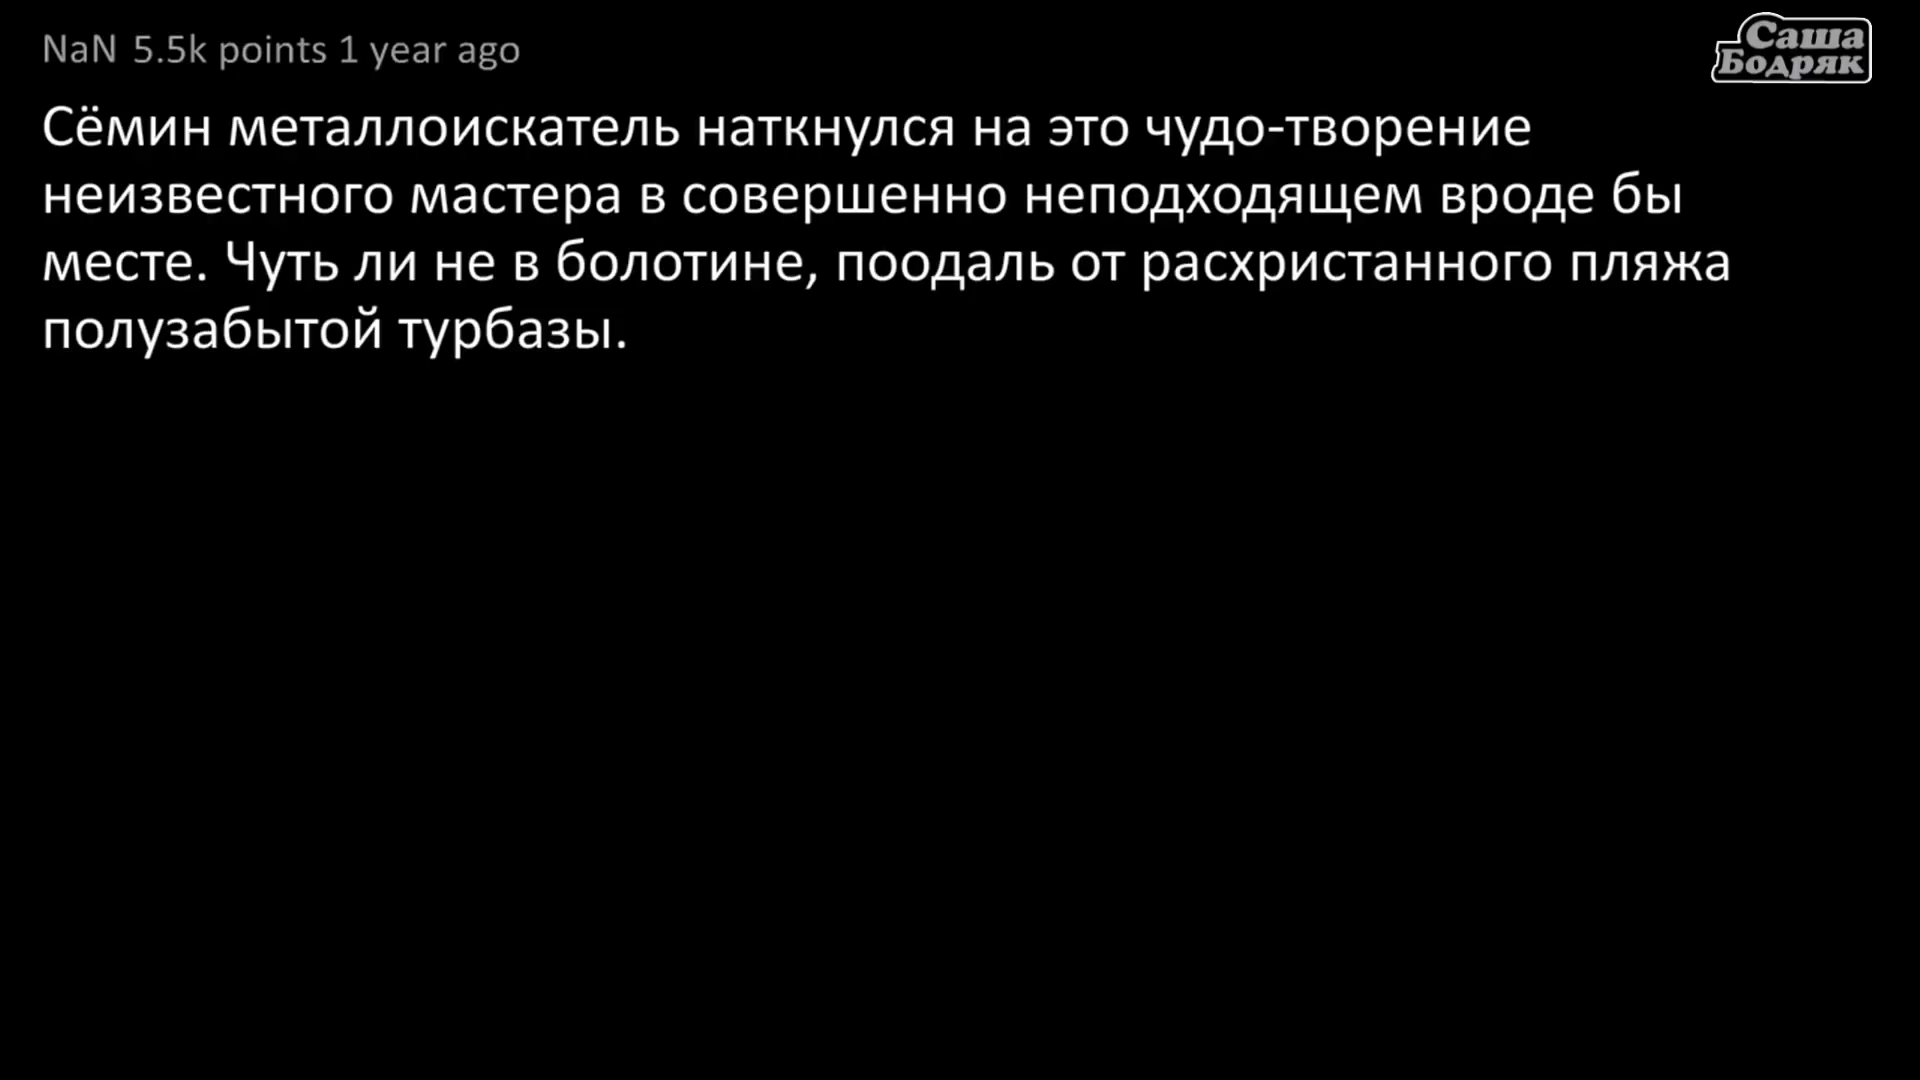 NaN 5.5k points 1 year ago
Саша
Бодряк
Сёмин металлоискатель наткнулся на это чудо-творение
неизвестного мастера в совершенно неподходящем вроде бы
месте. Чуть ли не в болотине, поодаль от расхристанного пляжа
полузабытой турбазы.